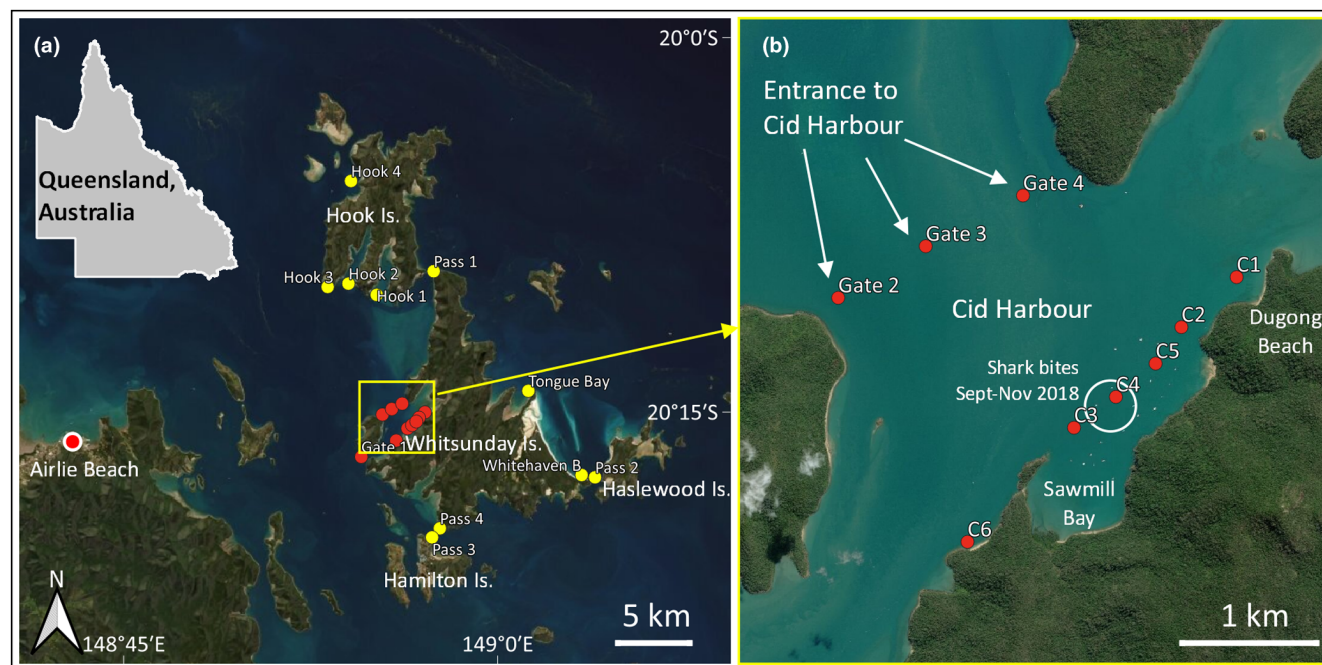 (a)
20°0′S
Queensland,
Australia
Hook 4
Hook Is.
Pass 1
Hook 2
Hook 3
Hook 1
Tongue Bay
20°15′S
Gate 1
Whitsunday Is.
Airlie Beach
Whitehaven B
Pass 2
Haslewood Is.
Pass 4
Pass 3
Hamilton Is.
N
5 km
148°45′E
149°0′E
(b)
Entrance to
Cid Harbour
Gate 4
Gate 3
Gate 2
C1
Cid Harbour
C2
Dugong
Beach
C5
Shark bites
Sept-Nov 2018
C4
C3
Sawmill
Bay
C6
1 km